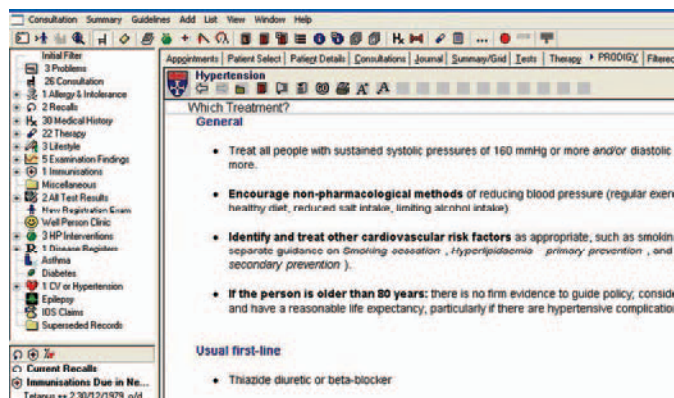 Consultation Summary Guidelines Add List View Window Help
Initial Filter
3 Problems
26 Consultation
1 Allergy & Intolerance
2 Recalls
30 Medical History
22 Therapy
3 Lifestyle
5 Examination Findings
1 Immunisations
Miscellaneous
2 All Test Results
New Registration Exam
Well Person Clinic
3 HP Interventions
1 Disease Registers
Asthma
Diabetes
1 CV or Hypertension
Epilepsy
IOS Claims
Superseded Records
Current Recalls
Immunisations Due in Ne...
Tetanus 2 30/12/1979 o/d
Appointments Patient Select Patient Details Consultations Journal Summary/Grid Tests Therapy PRODIGY Filtered
Hypertension
Which Treatment?
General
• Treat all people with sustained systolic pressures of 160 mmHg or more and/or diastolic
more.
• Encourage non-pharmacological methods of reducing blood pressure (regular exerc
healthy diet, reduced salt intake, limiting alcohol intake)
• Identify and treat other cardiovascular risk factors as appropriate, such as smokin
separate guidance on Smoking cessation , Hyperlipidaemia primary prevention , and
secondary prevention ).
• If the person is older than 80 years: there is no firm evidence to guide policy; conside
and have a reasonable life expectancy, particularly if there are hypertensive complication
Usual first-line
• Thiazide diuretic or beta-blocker